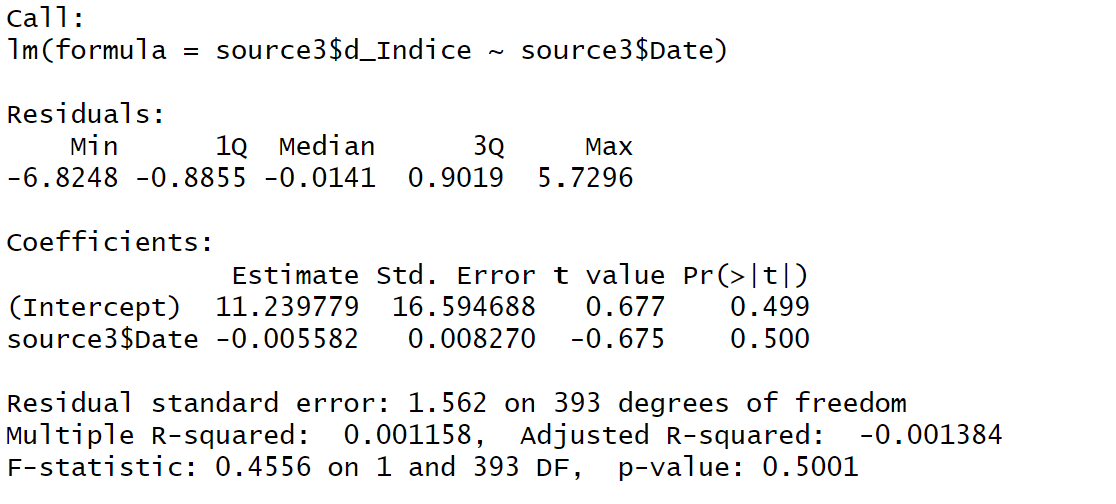 Call:
lm(formula = source3$d_Indice ~ source3$Date)
Residuals:
Min 1Q Median 3Q Max
-6.8248 -0.8855 -0.0141 0.9019 5.7296
Coefficients:
Estimate Std. Error t value Pr(>|t|)
(Intercept) 11.239779 16.594688 0.677 0.499
source3$Date -0.005582 0.008270 -0.675 0.500
Residual standard error: 1.562 on 393 degrees of freedom
Multiple R-squared: 0.001158, Adjusted R-squared: -0.001384
F-statistic: 0.4556 on 1 and 393 DF, p-value: 0.5001